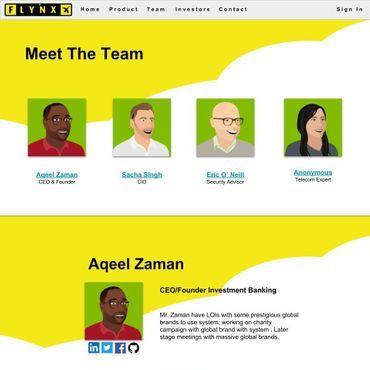 FLYNX Home Product Team Investors Contact Sign In
Meet The Team
Aqeel Zaman Sacha Singh Eric O' Neill Anonymous
CEO & Founder CIO Security Advisor Telecom Expert
Aqeel Zaman
CEO/Founder Investment Banking
Mr. Zaman have LOIs with some prestigious global
brands to use system; working on charity
campaign with global brand with system . Later
stage meetings with massive global brands.